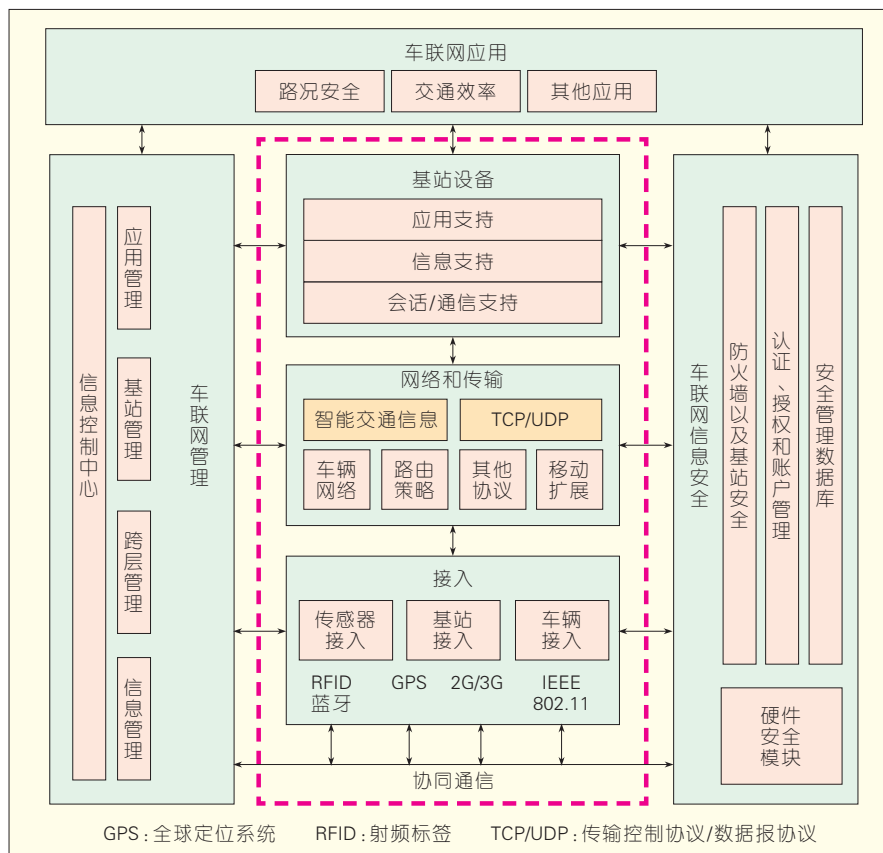 车联网应用
路况安全
交通效率
其他应用
信息控制中心
应用管理
基站管理
跨层管理
信息管理
车联网管理
基站设备
应用支持
信息支持
会话/通信支持
网络和传输
智能交通信息
TCP/UDP
车辆
网络
路由
策略
其他
协议
移动
扩展
接入
传感器
接入
基站
接入
车辆
接入
RFID
蓝牙
GPS
2G/3G
IEEE
802.11
协同通信
车联网信息安全
防火墙以及基站安全
认证、授权和账户管理
安全管理数据库
硬件
安全
模块
GPS：全球定位系统 RFID：射频标签 TCP/UDP：传输控制协议/数据报协议